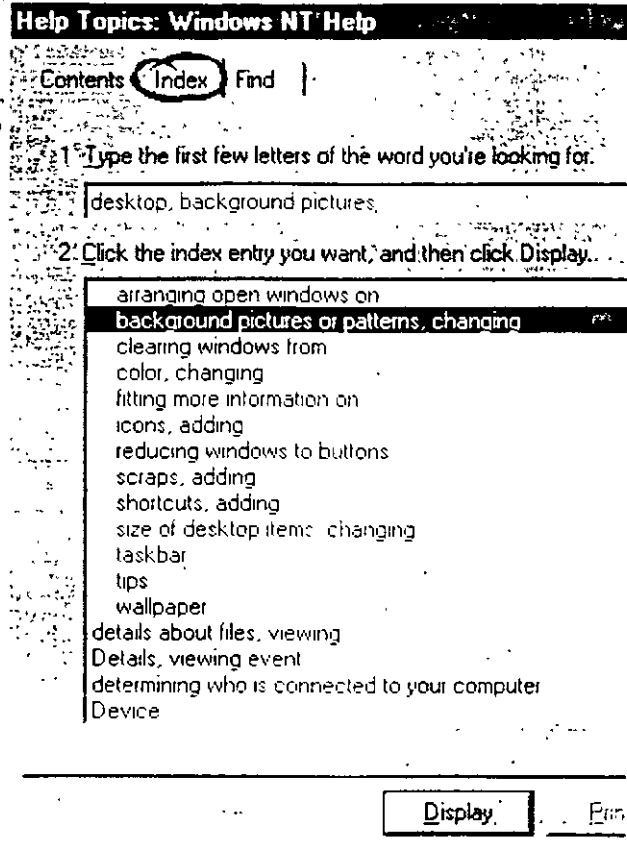 Help Topics: Windows NT Help
Contents Index Find
1 Type the first few letters of the word you're looking for.
desktop, background pictures,
2 Click the index entry you want, and then click Display.
arranging open windows on
background pictures or patterns, changing
clearing windows from
color, changing
fitting more information on
icons, adding
reducing windows to buttons
scraps, adding
shortcuts, adding
size of desktop items changing
taskbar
tips
wallpaper
details about files, viewing
Details, viewing event
determining who is connected to your computer
Device
Display Prin